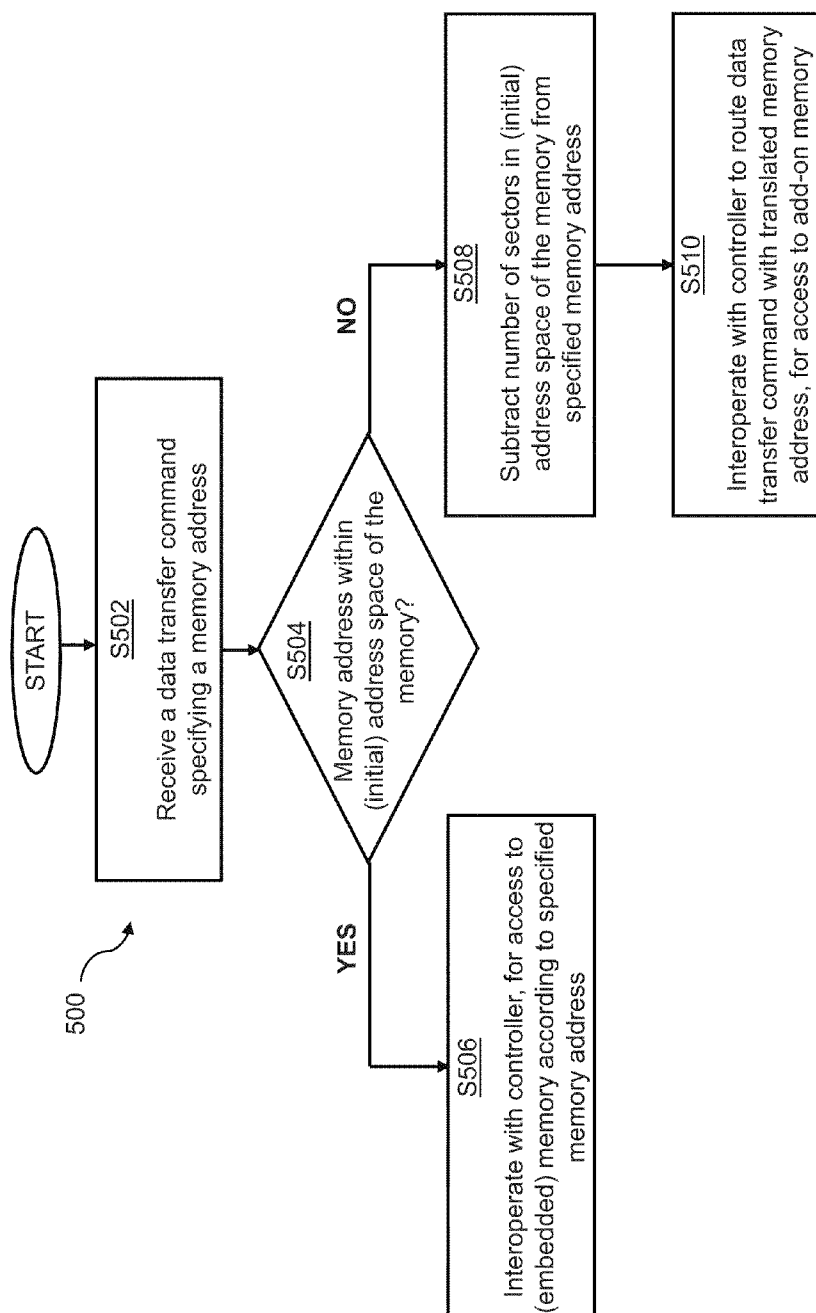 500
START
S502
Receive a data transfer command
specifying a memory address
S504
Memory address within
(initial) address space of the
memory?
YES
NO
S506
Interoperate with controller, for access to
(embedded) memory according to specified
memory address
S508
Subtract number of sectors in (initial)
address space of the memory from
specified memory address
S510
Interoperate with controller to route data
transfer command with translated memory
address, for access to add-on memory